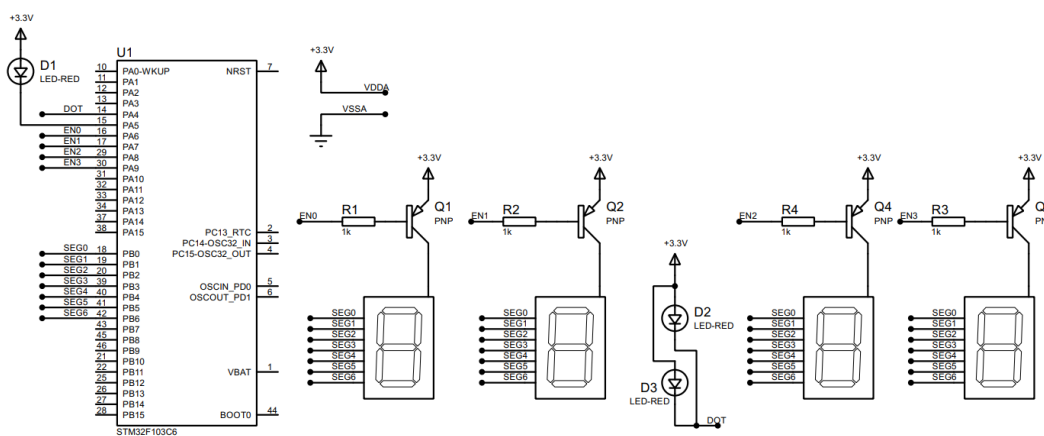 +3.3V
D1
LED-RED
U1
10 PA0-WKUP
11 PA1
12 PA2
13 PA3
DOT 14 PA4
15 PA5
EN0 16 PA6
EN1 17 PA7
EN2 29 PA8
EN3 30 PA9
31 PA10
32 PA11
33 PA12
34 PA13
37 PA14
38 PA15
SEG0 18 PB0
SEG1 19 PB1
SEG2 20 PB2
SEG3 39 PB3
SEG4 40 PB4
SEG5 41 PB5
SEG6 42 PB6
43 PB7
45 PB8
46 PB9
21 PB10
22 PB11
25 PB12
26 PB13
27 PB14
28 PB15
NRST 7
PC13_RTC 2
PC14-OSC32_IN 3
PC15-OSC32_OUT 4
OSCIN_PD0 5
OSCOUT_PD1 6
VBAT 1
BOOT0 44
STM32F103C6
+3.3V
VDDA
VSSA
+3.3V
EN0
R1
1k
Q1
PNP
SEG0
SEG1
SEG2
SEG3
SEG4
SEG5
SEG6
+3.3V
EN1
R2
1k
Q2
PNP
SEG0
SEG1
SEG2
SEG3
SEG4
SEG5
SEG6
+3.3V
D2
LED-RED
D3
LED-RED
DOT
+3.3V
EN2
R4
1k
Q4
PNP
SEG0
SEG1
SEG2
SEG3
SEG4
SEG5
SEG6
+3.3V
EN3
R3
1k
PN
SEG0
SEG1
SEG2
SEG3
SEG4
SEG5
SEG6